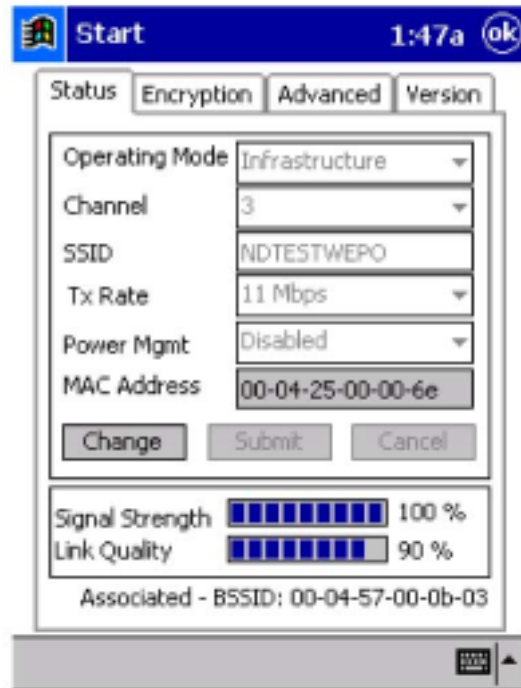 Start 1:47a ok
Status Encryption Advanced Version
Operating Mode Infrastructure
Channel 3
SSID NDTESTWEPO
Tx Rate 11 Mbps
Power Mgmt Disabled
MAC Address 00-04-25-00-00-6e
Change Submit Cancel
Signal Strength 100 %
Link Quality 90 %
Associated - BSSID: 00-04-57-00-0b-03